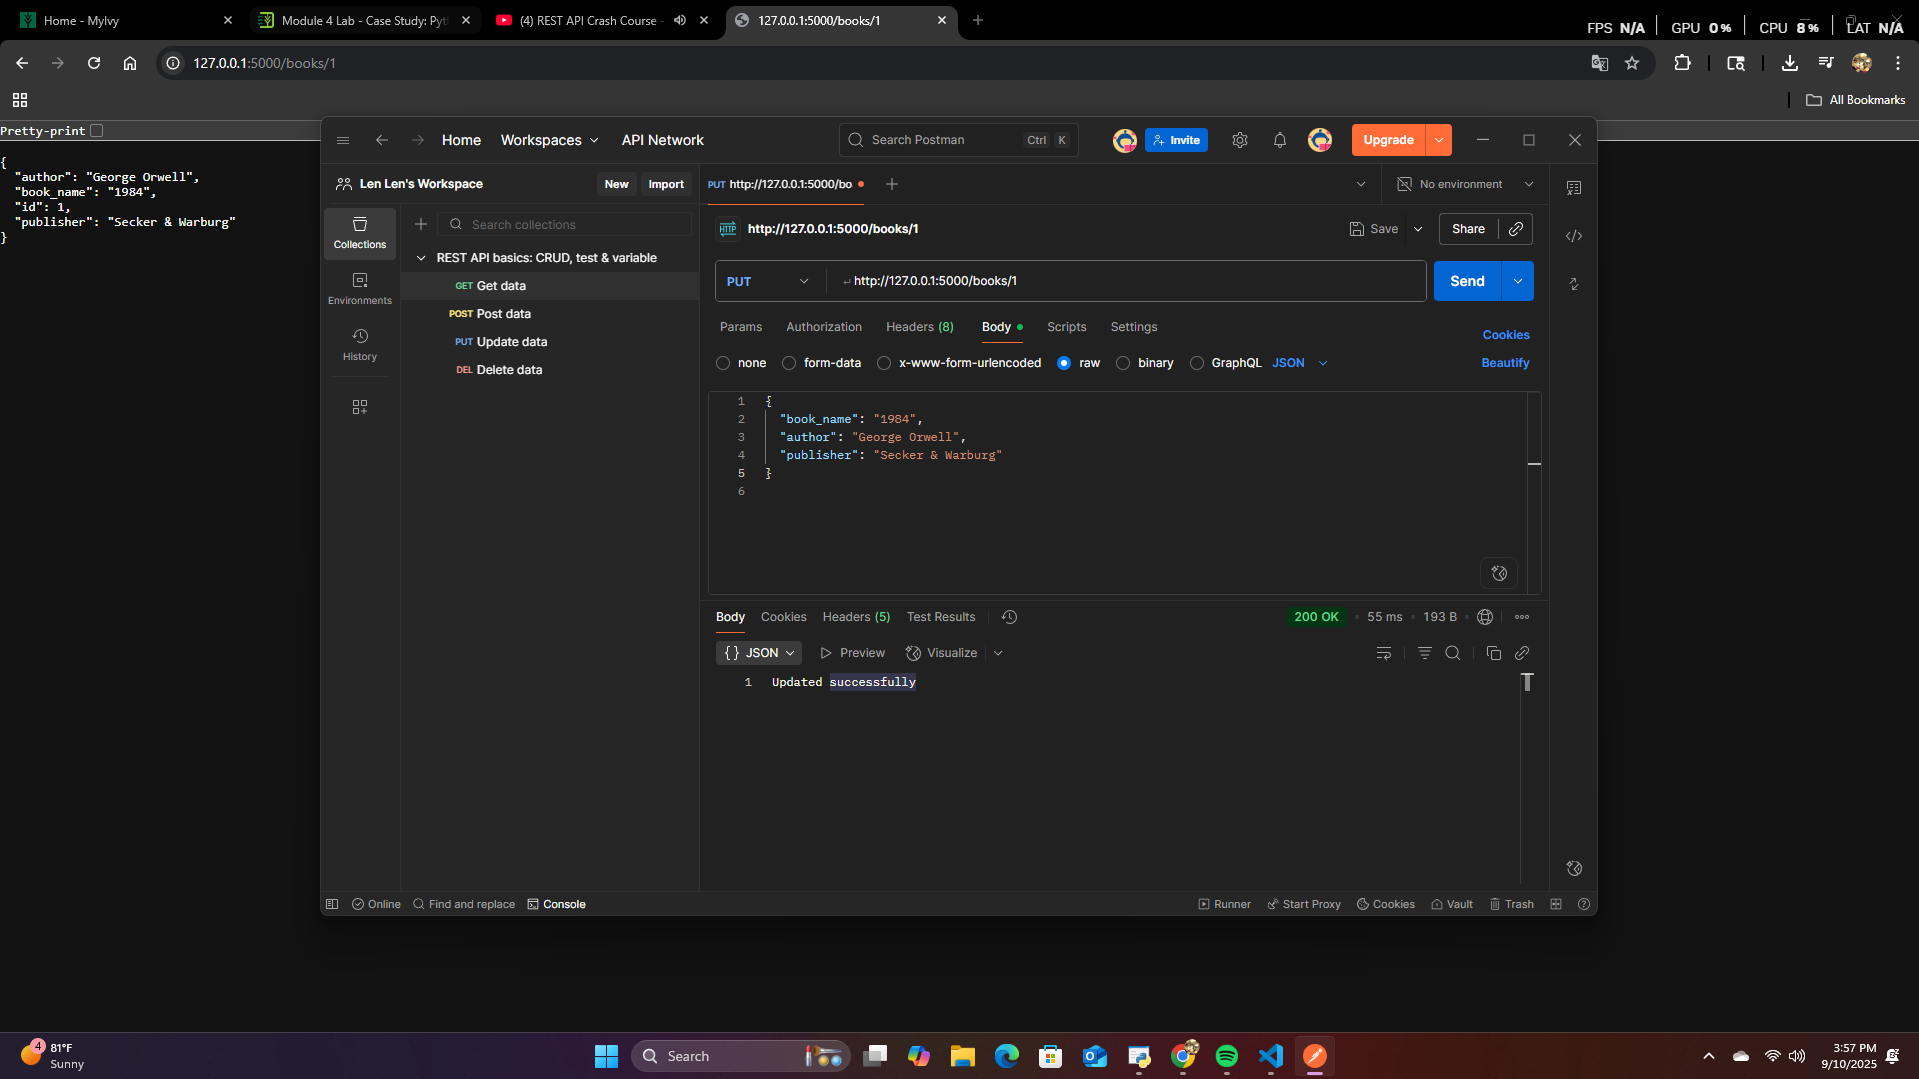 Home - MyIvy
Module 4 Lab - Case Study: Pyt
(4) REST API Crash Course -
127.0.0.1:5000/books/1
FPS N/A GPU 0% CPU 8% LAT N/A
127.0.0.1:5000/books/1
All Bookmarks
Pretty-print
{
"author": "George Orwell",
"book_name": "1984",
"id": 1,
"publisher": "Secker & Warburg"
}
Home Workspaces API Network Search Postman Ctrl K Invite Upgrade
Len Len's Workspace New Import PUT http://127.0.0.1:5000/bo No environment
Search collections
http://127.0.0.1:5000/books/1 Save Share
Collections
Environments
History
REST API basics: CRUD, test & variable
GET Get data
POST Post data
PUT Update data
DEL Delete data
PUT http://127.0.0.1:5000/books/1 Send
Params Authorization Headers (8) Body Scripts Settings Cookies
none form-data x-www-form-urlencoded raw binary GraphQL JSON Beautify
1 {
2 "book_name": "1984",
3 "author": "George Orwell",
4 "publisher": "Secker & Warburg"
5 }
6
Body Cookies Headers (5) Test Results 200 OK 55 ms 193 B
{} JSON Preview Visualize
1 Updated successfully
Online Find and replace Console Runner Start Proxy Cookies Vault Trash
4
81°F
Sunny
Search
3:57 PM
9/10/2025